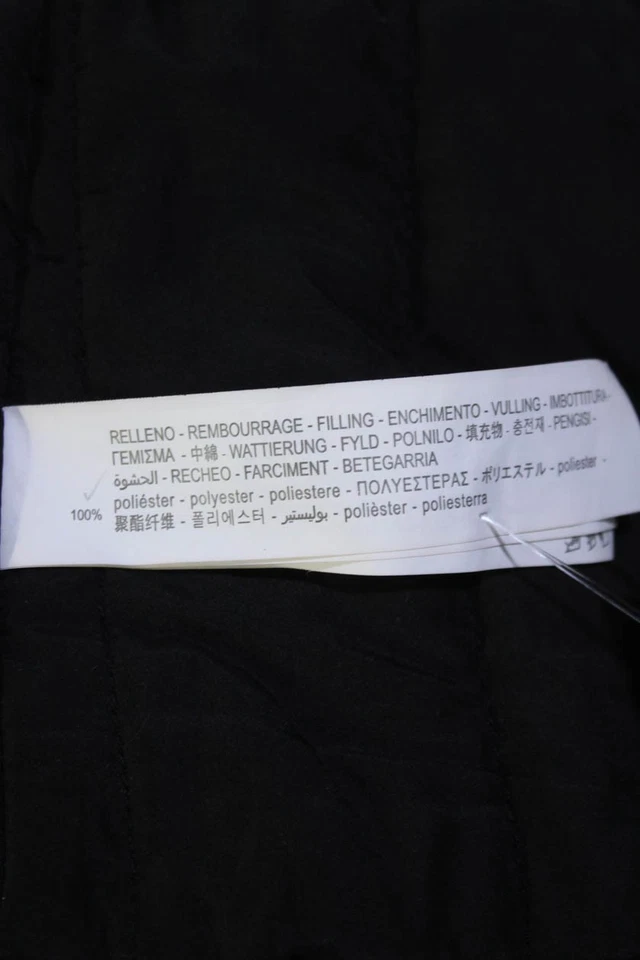 RELLENO - REMBOURRAGE - FILLING - ENCHIMENTO - VULLING - IMBOTTITURA -
ΓΕΜΙΣΜΑ - 中綿 - WATTIERUNG - FYLD - POLNILO - 填充物 - 충전재 - PENGISI -
الحشوة - RECHEO - FARCIMENT - BETEGARRIA
poliéster - polyester - poliestere - ΠΟΛΥΕΣΤΕΡΑΣ - ポリエステル - poliester -
100% 聚酯纤维 - 폴리에스터 - بوليستير - polièster - poliesterra